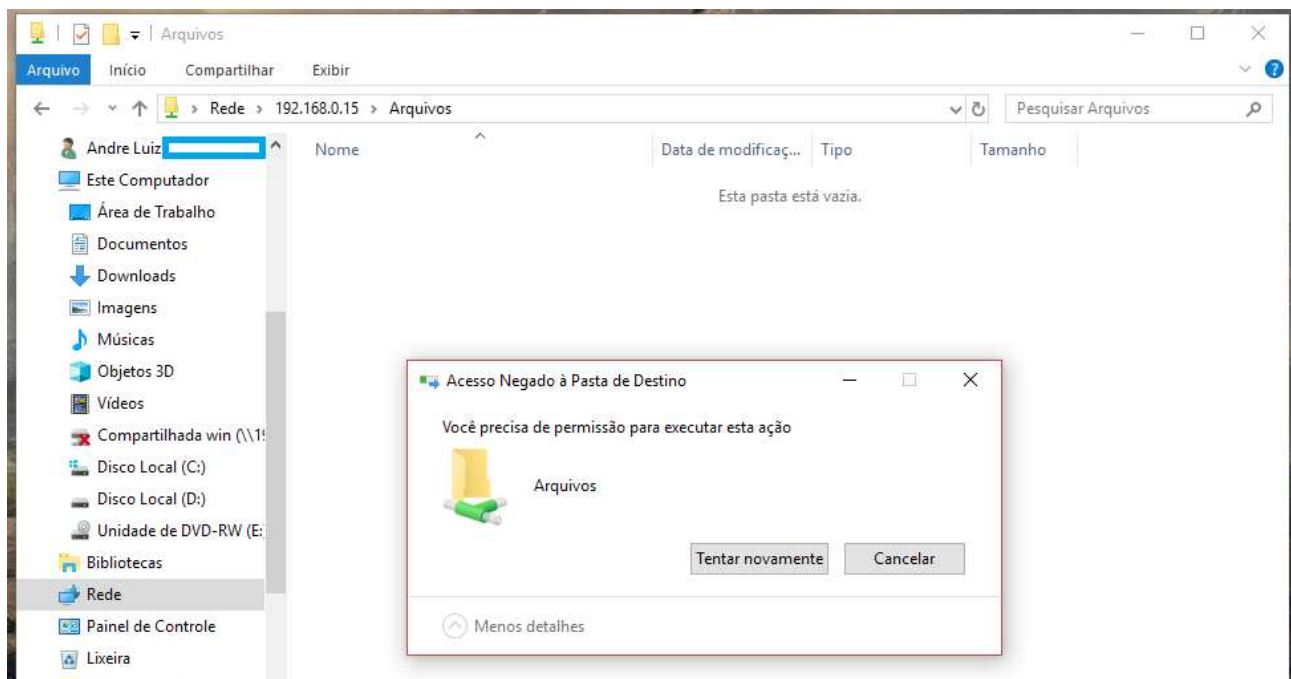 Arquivos
Arquivo Início Compartilhar Exibir
Rede > 192.168.0.15 > Arquivos Pesquisar Arquivos
Nome Data de modificaç... Tipo Tamanho
Esta pasta está vazia.
Andre Luiz
Este Computador
Área de Trabalho
Documentos
Downloads
Imagens
Músicas
Objetos 3D
Vídeos
Compartilhada win (\\19
Disco Local (C:)
Disco Local (D:)
Unidade de DVD-RW (E:
Bibliotecas
Rede
Painel de Controle
Lixeira
Acesso Negado à Pasta de Destino
Você precisa de permissão para executar esta ação
Arquivos
Tentar novamente Cancelar
Menos detalhes